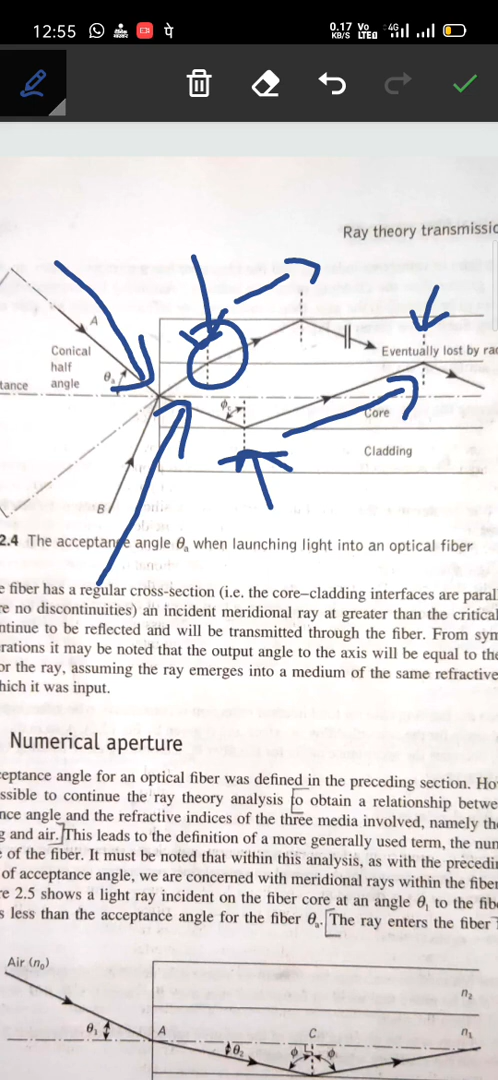 12:55
पे
0.17 KB/S
Vo LTE
4G
Ray theory transmissio
A
Conical
half
angle
θa
tance
Eventually lost by rad
ϕc
Core
Cladding
B
2.4 The acceptance angle θa when launching light into an optical fiber
e fiber has a regular cross-section (i.e. the core–cladding interfaces are paral
re no discontinuities) an incident meridional ray at greater than the critical
ntinue to be reflected and will be transmitted through the fiber. From sym
rations it may be noted that the output angle to the axis will be equal to the
or the ray, assuming the ray emerges into a medium of the same refractive
hich it was input.
Numerical aperture
ceptance angle for an optical fiber was defined in the preceding section. Ho
ssible to continue the ray theory analysis [to obtain a relationship betwe
nce angle and the refractive indices of the three media involved, namely the
g and air.] This leads to the definition of a more generally used term, the num
e of the fiber. It must be noted that within this analysis, as with the precedin
of acceptance angle, we are concerned with meridional rays within the fiber
re 2.5 shows a light ray incident on the fiber core at an angle θ1 to the fib
s less than the acceptance angle for the fiber θa. [The ray enters the fiber
Air (n0)
n2
θ1
A
C
n1
θ2
ϕ ϕ